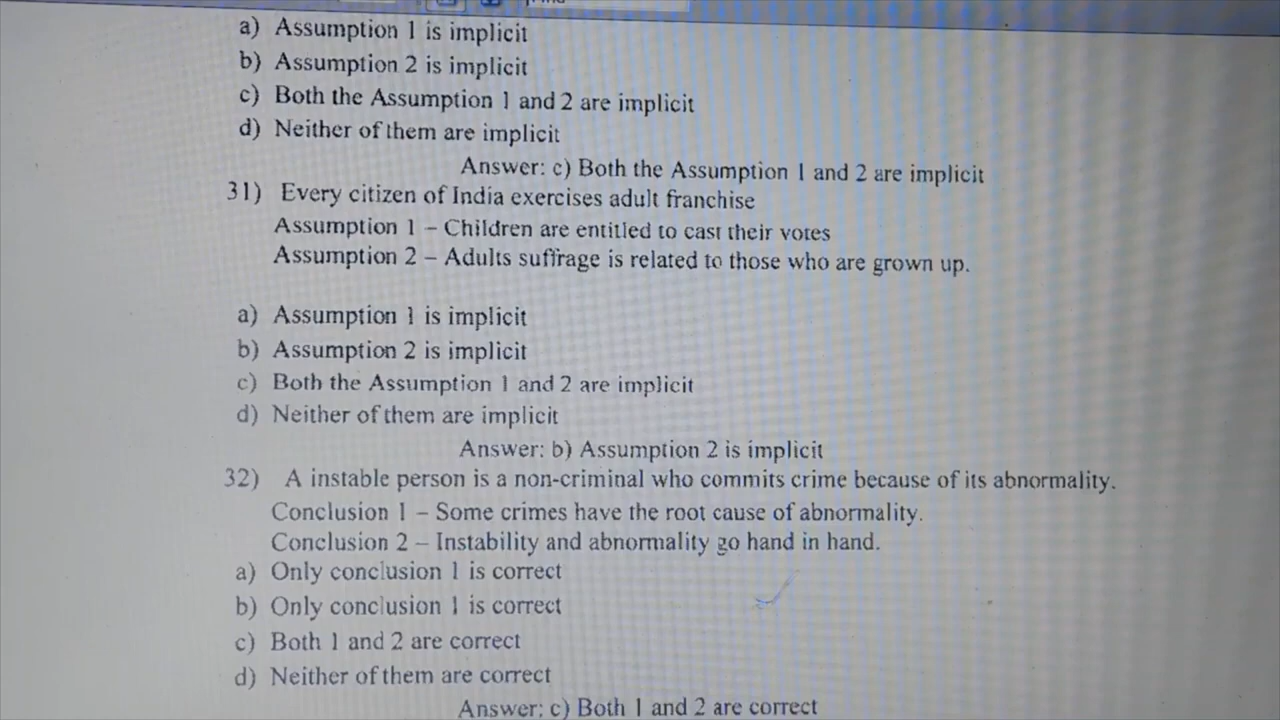 a) Assumption 1 is implicit
b) Assumption 2 is implicit
c) Both the Assumption 1 and 2 are implicit
d) Neither of them are implicit
Answer: c) Both the Assumption 1 and 2 are implicit
31) Every citizen of India exercises adult franchise
Assumption 1 – Children are entitled to cast their votes
Assumption 2 – Adults suffrage is related to those who are grown up.
a) Assumption 1 is implicit
b) Assumption 2 is implicit
c) Both the Assumption 1 and 2 are implicit
d) Neither of them are implicit
Answer: b) Assumption 2 is implicit
32) A instable person is a non-criminal who commits crime because of its abnormality.
Conclusion 1 – Some crimes have the root cause of abnormality.
Conclusion 2 – Instability and abnormality go hand in hand.
a) Only conclusion 1 is correct
b) Only conclusion 1 is correct
c) Both 1 and 2 are correct
d) Neither of them are correct
Answer: c) Both 1 and 2 are correct